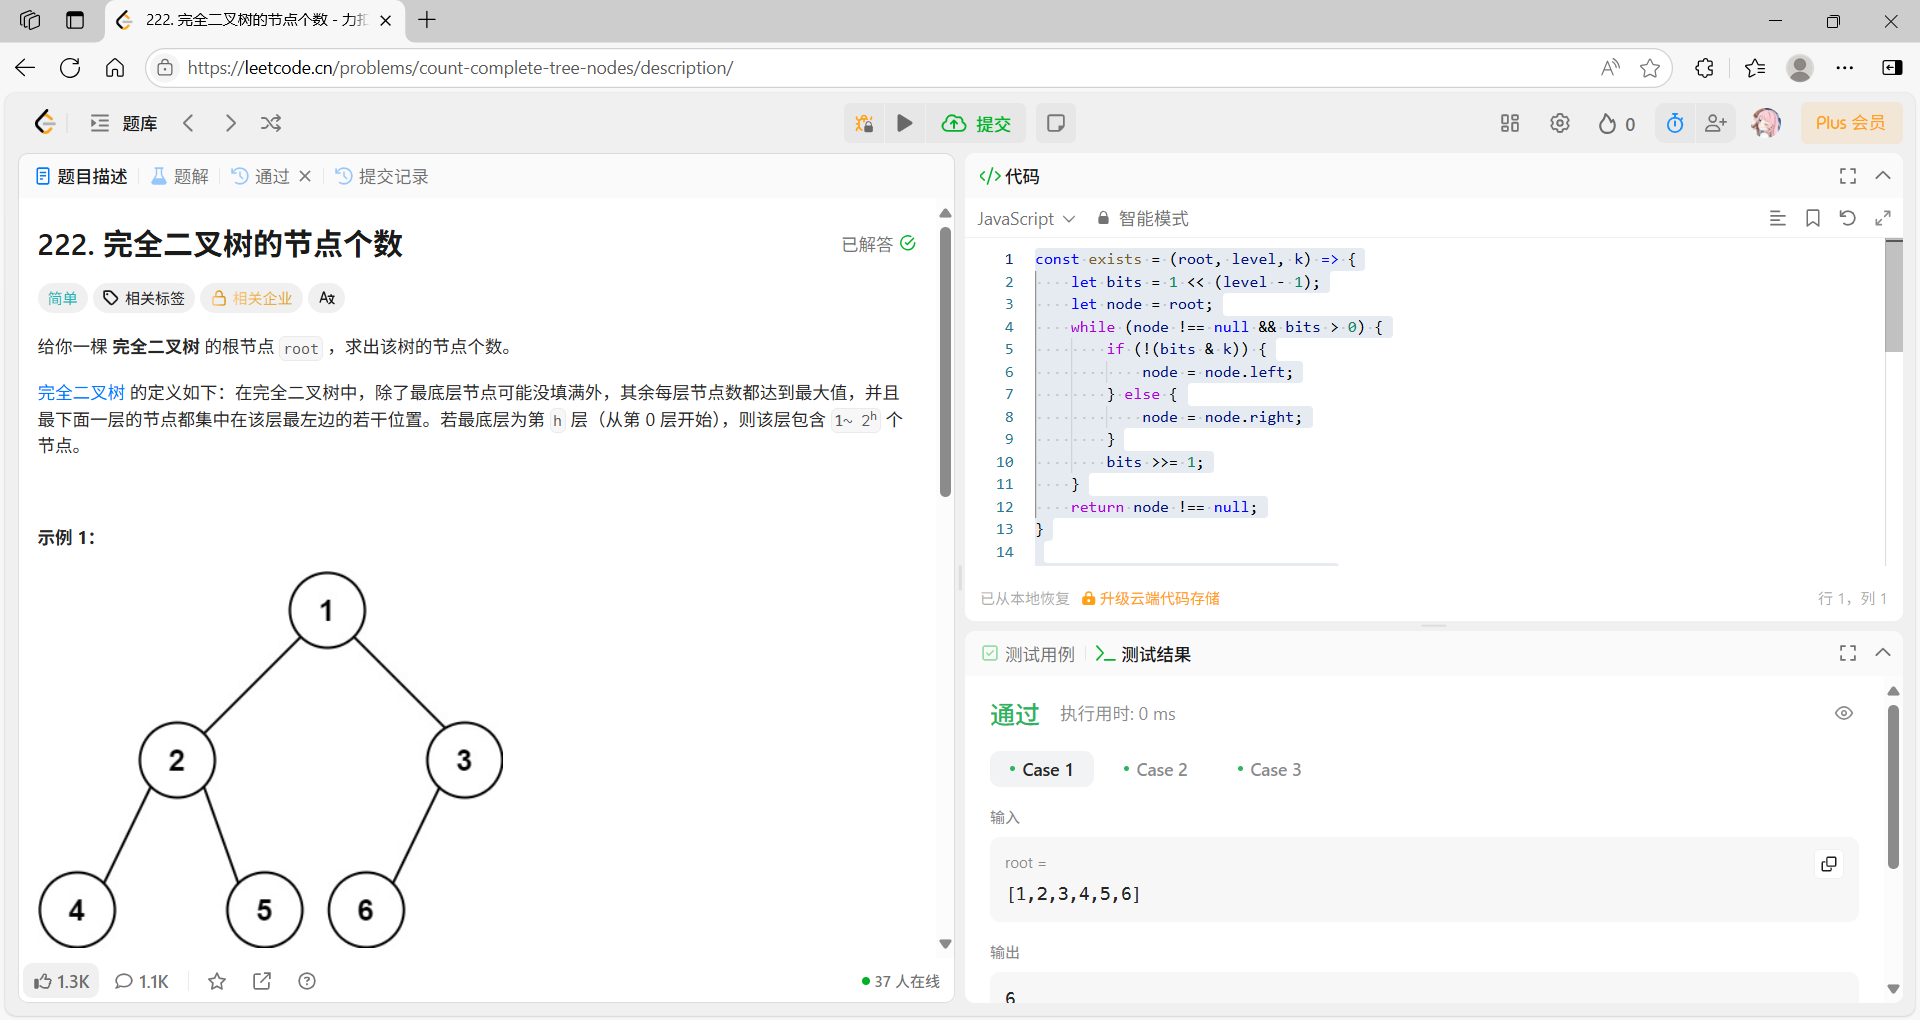 222. 完全二叉树的节点个数 - 力扣
https://leetcode.cn/problems/count-complete-tree-nodes/description/
题库
提交
0
Plus 会员
题目描述
题解
通过
提交记录
222. 完全二叉树的节点个数
已解答
简单
相关标签
相关企业
给你一棵 完全二叉树 的根节点 root ，求出该树的节点个数。
完全二叉树 的定义如下：在完全二叉树中，除了最底层节点可能没填满外，其余每层节点数都达到最大值，并且
最下面一层的节点都集中在该层最左边的若干位置。若最底层为第 h 层（从第 0 层开始），则该层包含 1~ 2h 个
节点。
示例 1：
1
2
3
4
5
6
1.3K
1.1K
37 人在线
</> 代码
JavaScript
智能模式
1 const exists = (root, level, k) => {
2     let bits = 1 << (level - 1);
3     let node = root;
4     while (node !== null && bits > 0) {
5         if (!(bits & k)) {
6             node = node.left;
7         } else {
8             node = node.right;
9         }
10         bits >>= 1;
11     }
12     return node !== null;
13 }
14
已从本地恢复
升级云端代码存储
行 1，列 1
测试用例
测试结果
通过
执行用时: 0 ms
Case 1
Case 2
Case 3
输入
root =
[1,2,3,4,5,6]
输出
6